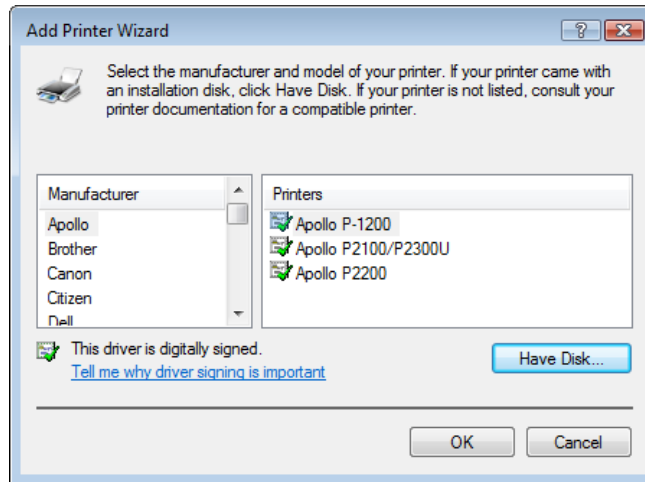 Add Printer Wizard
?
Select the manufacturer and model of your printer. If your printer came with
an installation disk, click Have Disk. If your printer is not listed, consult your
printer documentation for a compatible printer.
Manufacturer
Apollo
Brother
Canon
Citizen
Dell
Printers
Apollo P-1200
Apollo P2100/P2300U
Apollo P2200
This driver is digitally signed.
Tell me why driver signing is important
Have Disk...
OK
Cancel